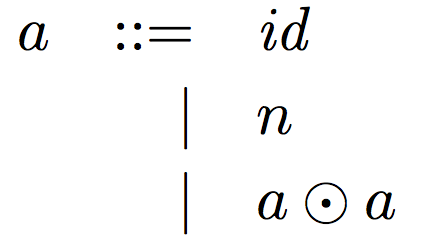 a ::= id
| n
| a ⊙ a